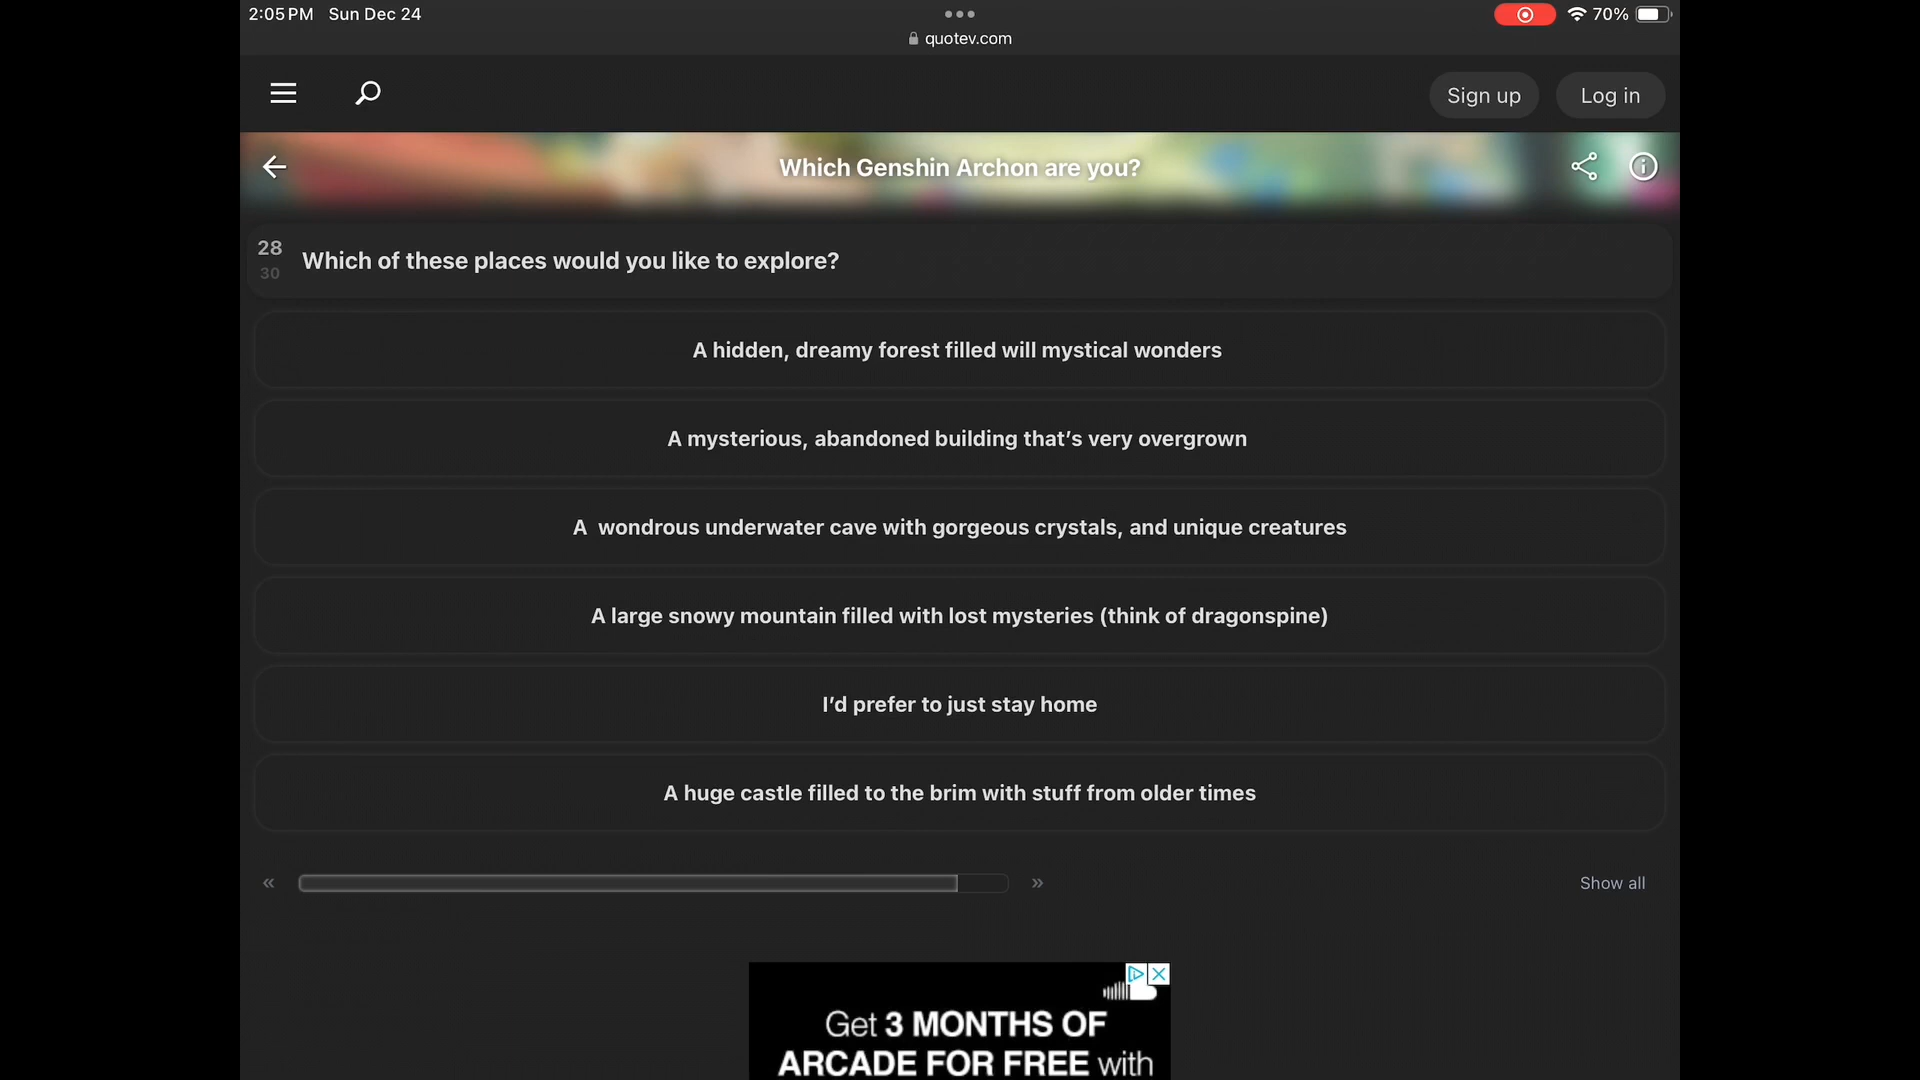 2:05 PM Sun Dec 24
70%
quotev.com
Sign up
Log in
Which Genshin Archon are you?
28
30
Which of these places would you like to explore?
A hidden, dreamy forest filled will mystical wonders
A mysterious, abandoned building that’s very overgrown
A  wondrous underwater cave with gorgeous crystals, and unique creatures
A large snowy mountain filled with lost mysteries (think of dragonspine)
I’d prefer to just stay home
A huge castle filled to the brim with stuff from older times
«
»
Show all
Get 3 MONTHS OF
ARCADE FOR FREE with